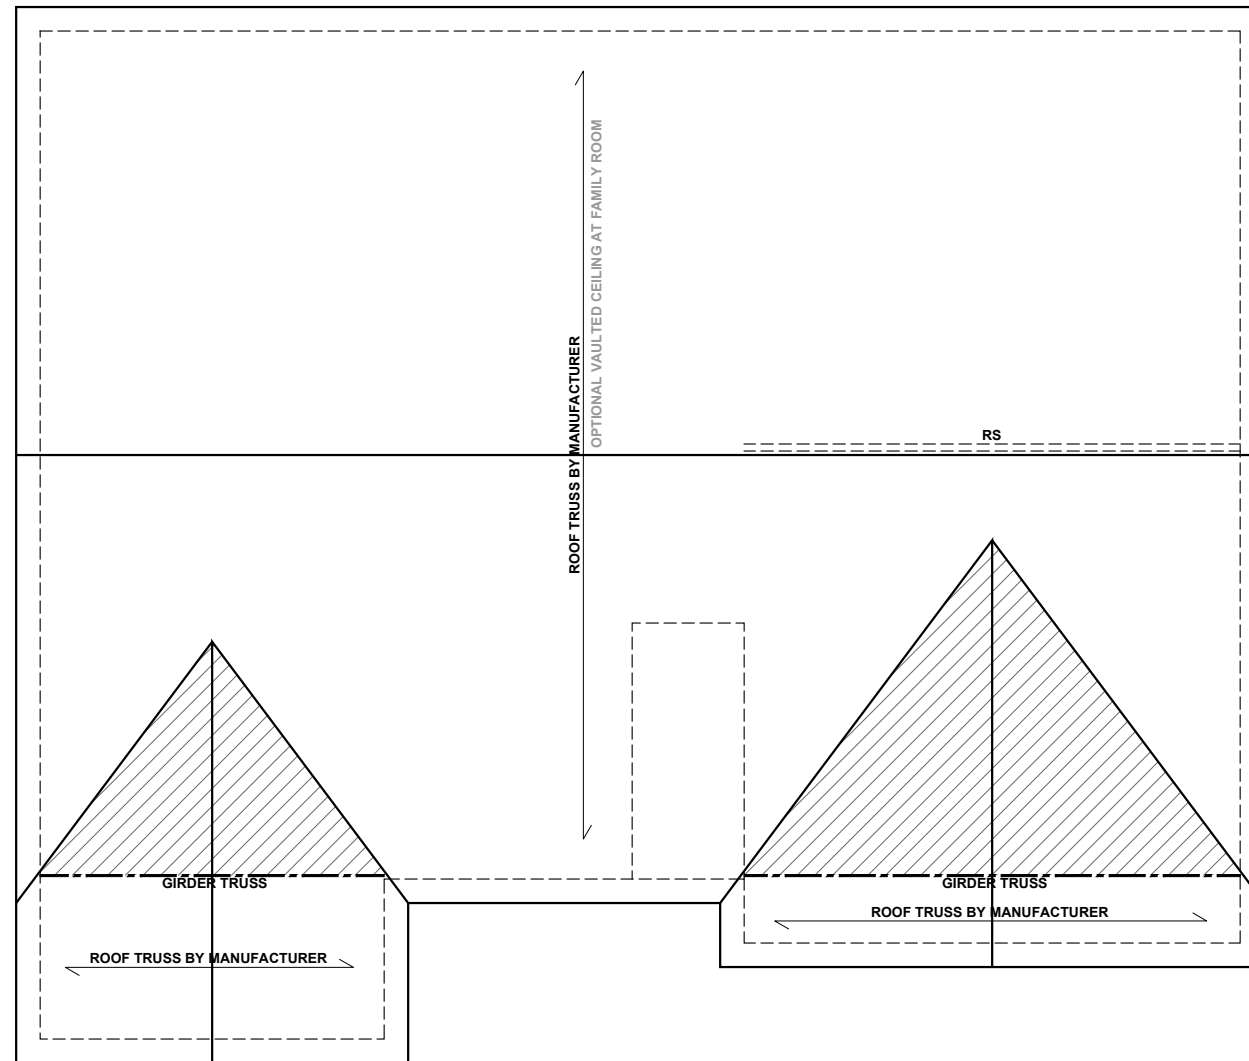 OPTIONAL VAULTED CEILING AT FAMILY ROOM
ROOF TRUSS BY MANUFACTURER
RS
GIRDER TRUSS
GIRDER TRUSS
ROOF TRUSS BY MANUFACTURER
ROOF TRUSS BY MANUFACTURER